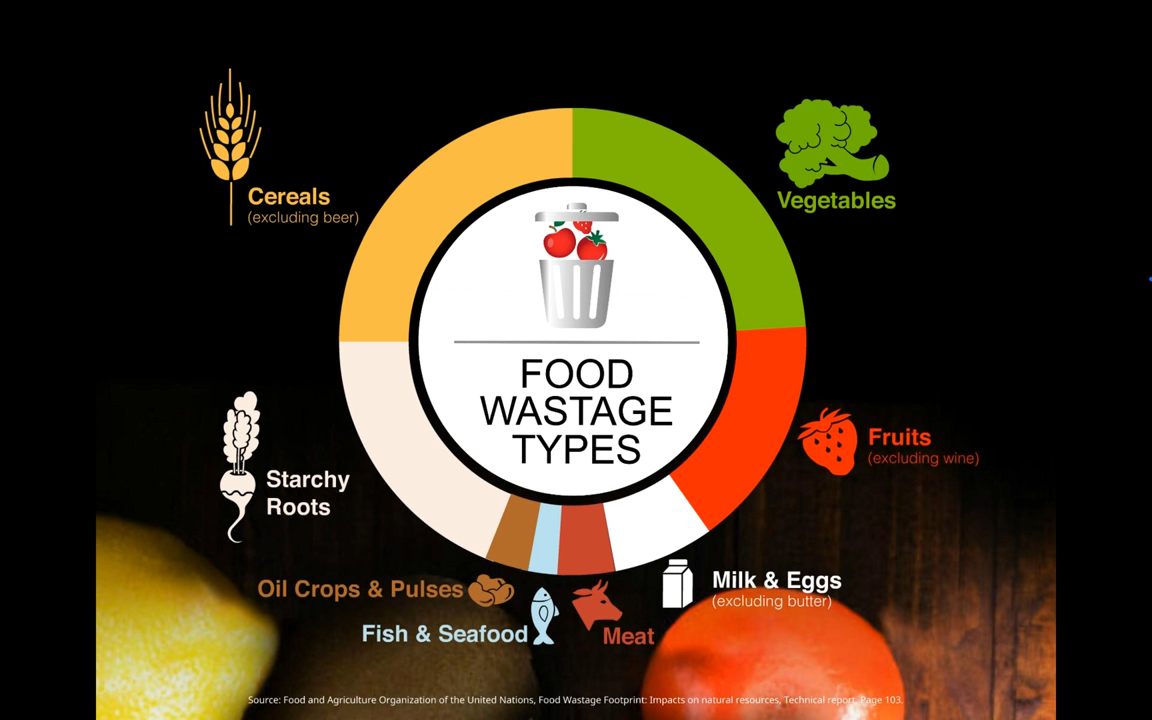 Cereals
(excluding beer)
Vegetables
FOOD
WASTAGE
TYPES
Fruits
(excluding wine)
Starchy
Roots
Oil Crops & Pulses
Milk & Eggs
(excluding butter)
Fish & Seafood
Meat
Source: Food and Agriculture Organization of the United Nations, Food Wastage Footprint: Impacts on natural resources, Technical report. Page 103.